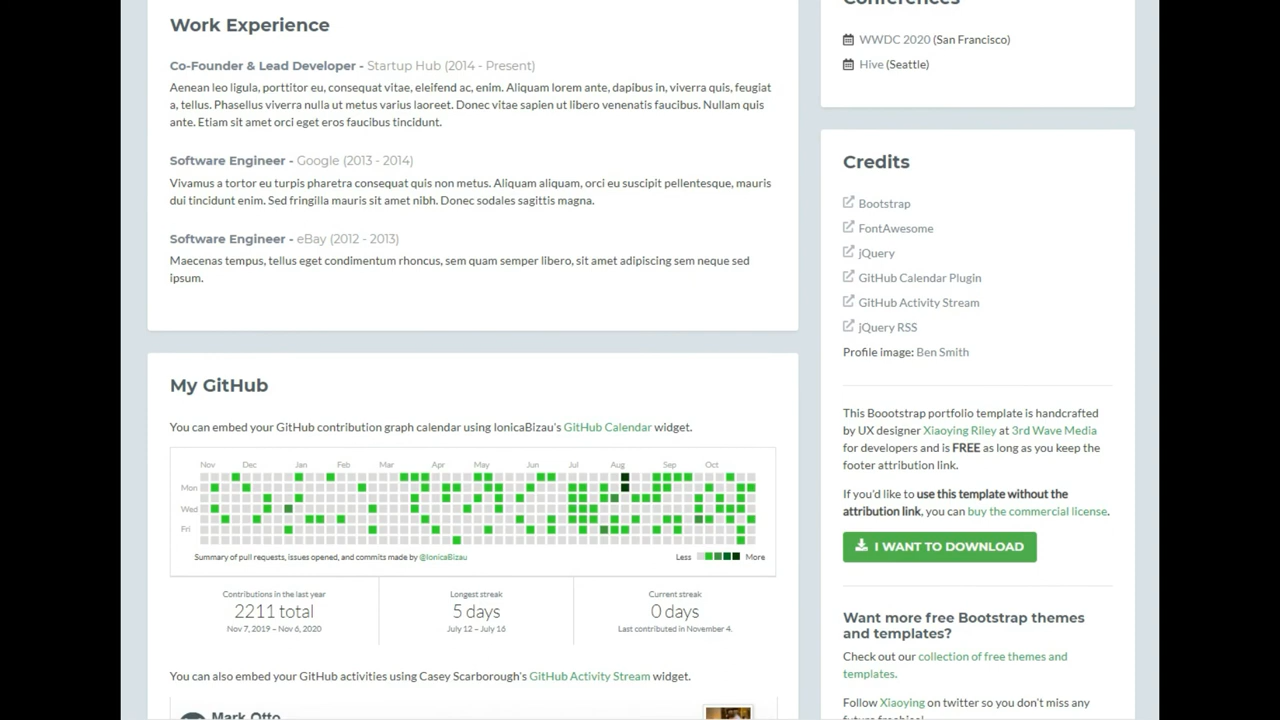 Work Experience
Co-Founder & Lead Developer - Startup Hub (2014 - Present)
Aenean leo ligula, porttitor eu, consequat vitae, eleifend ac, enim. Aliquam lorem ante, dapibus in, viverra quis, feugiat
a, tellus. Phasellus viverra nulla ut metus varius laoreet. Donec vitae sapien ut libero venenatis faucibus. Nullam quis
ante. Etiam sit amet orci eget eros faucibus tincidunt.
Software Engineer - Google (2013 - 2014)
Vivamus a tortor eu turpis pharetra consequat quis non metus. Aliquam aliquam, orci eu suscipit pellentesque, mauris
dui tincidunt enim. Sed fringilla mauris sit amet nibh. Donec sodales sagittis magna.
Software Engineer - eBay (2012 - 2013)
Maecenas tempus, tellus eget condimentum rhoncus, sem quam semper libero, sit amet adipiscing sem neque sed
ipsum.
My GitHub
You can embed your GitHub contribution graph calendar using IonicaBizau's GitHub Calendar widget.
Nov Dec Jan Feb Mar Apr May Jun Jul Aug Sep Oct
Mon
Wed
Fri
Summary of pull requests, issues opened, and commits made by @IonicaBizau
Less More
Contributions in the last year
2211 total
Nov 7, 2019 – Nov 6, 2020
Longest streak
5 days
July 12 – July 16
Current streak
0 days
Last contributed in November 4.
You can also embed your GitHub activities using Casey Scarborough's GitHub Activity Stream widget.
Mark Otto
Conferences
WWDC 2020 (San Francisco)
Hive (Seattle)
Credits
Bootstrap
FontAwesome
jQuery
GitHub Calendar Plugin
GitHub Activity Stream
jQuery RSS
Profile image: Ben Smith
This Boootstrap portfolio template is handcrafted
by UX designer Xiaoying Riley at 3rd Wave Media
for developers and is FREE as long as you keep the
footer attribution link.
If you'd like to use this template without the
attribution link, you can buy the commercial license.
I WANT TO DOWNLOAD
Want more free Bootstrap themes
and templates?
Check out our collection of free themes and
templates.
Follow Xiaoying on twitter so you don't miss any
future freebies!